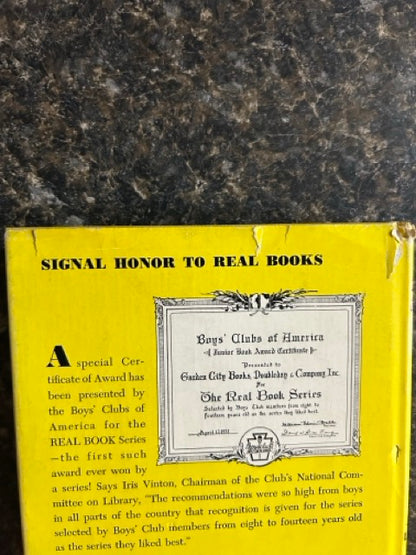 SIGNAL HONOR TO REAL BOOKS
Boys' Clubs of America
Junior Book Award Certificate
Presented to
Garden City Books, Doubleday & Company Inc.
For
The Real Book Series
Selected by Boys' Club members from eight to
fourteen years old as the series they liked best.
April 1, 1951
A special Cer-
tificate of Award has
been presented by
the Boys' Clubs of
America for the
REAL BOOK Series
—the first such
award ever won by
a series! Says Iris Vinton, Chairman of the Club's National Com-
mittee on Library, "The recommendations were so high from boys
in all parts of the country that recognition is given for the series
selected by Boys' Club members from eight to fourteen years old
as the series they liked best."